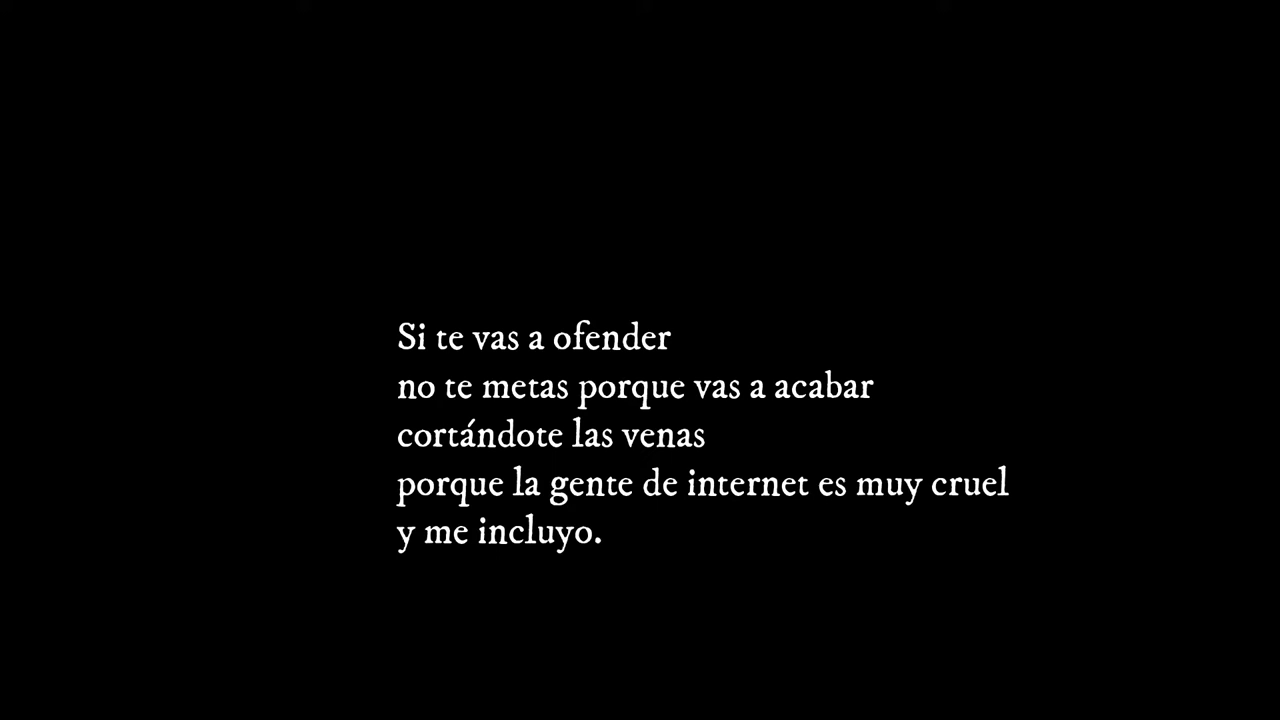 Si te vas a ofender
no te metas porque vas a acabar
cortándote las venas
porque la gente de internet es muy cruel
y me incluyo.